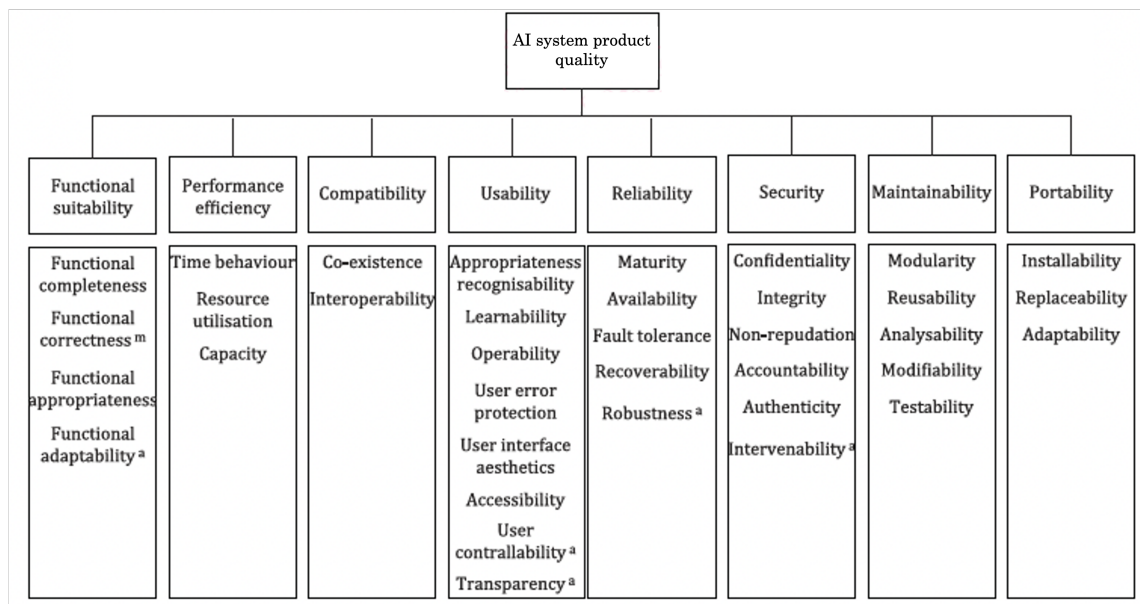 AI system product
quality
Functional
suitability
Performance
efficiency
Compatibility
Usability
Reliability
Security
Maintainability
Portability
Functional
completeness
Functional
correctness m
Functional
appropriateness
Functional
adaptability a
Time behaviour
Resource
utilisation
Capacity
Co-existence
Interoperability
Appropriateness
recognisability
Learnabiility
Operability
User error
protection
User interface
aesthetics
Accessibility
User
contrallability a
Transparency a
Maturity
Availability
Fault tolerance
Recoverability
Robustness a
Confidentiality
Integrity
Non-repudation
Accountability
Authenticity
Intervenability a
Modularity
Reusability
Analysability
Modifiability
Testability
Installability
Replaceability
Adaptability